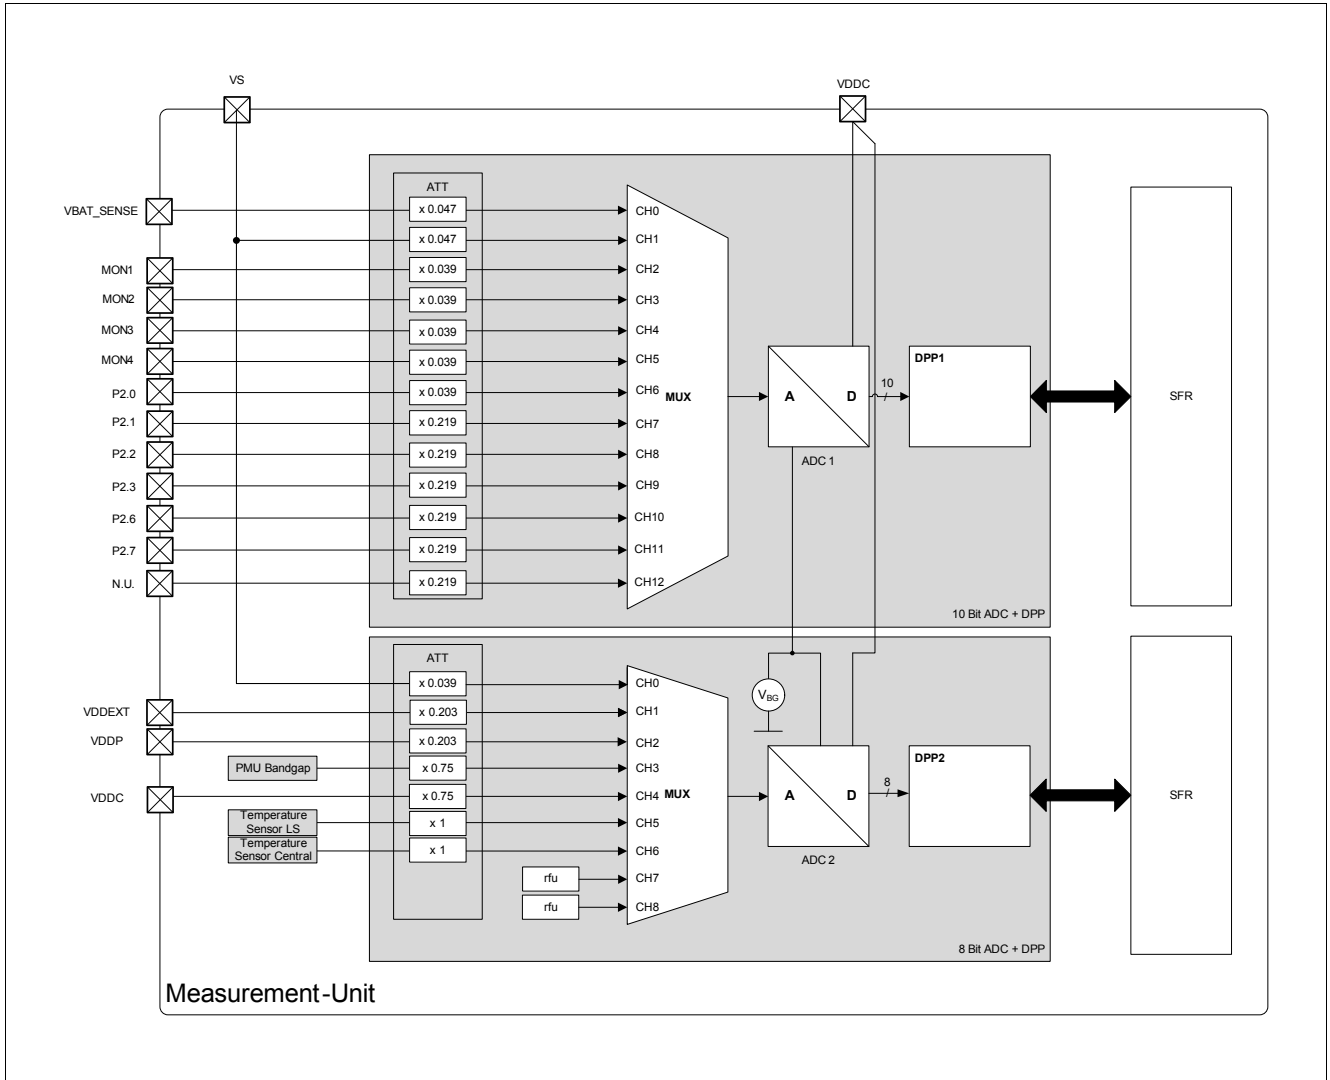 VS
VDDC
ATT
VBAT_SENSE
x 0.047
CH0
x 0.047
CH1
MON1
x 0.039
CH2
MON2
x 0.039
CH3
MON3
x 0.039
CH4
MON4
x 0.039
CH5
P2.0
x 0.039
CH6
MUX
P2.1
x 0.219
CH7
P2.2
x 0.219
CH8
P2.3
x 0.219
CH9
P2.6
x 0.219
CH10
P2.7
x 0.219
CH11
N.U.
x 0.219
CH12
A
D
ADC 1
10
DPP1
SFR
10 Bit ADC + DPP
ATT
x 0.039
CH0
VDDEXT
x 0.203
CH1
VDDP
x 0.203
CH2
PMU Bandgap
x 0.75
CH3
VDDC
x 0.75
CH4
MUX
Temperature
Sensor LS
x 1
CH5
Temperature
Sensor Central
x 1
CH6
rfu
CH7
rfu
CH8
VBG
A
D
ADC 2
8
DPP2
SFR
8 Bit ADC + DPP
Measurement-Unit